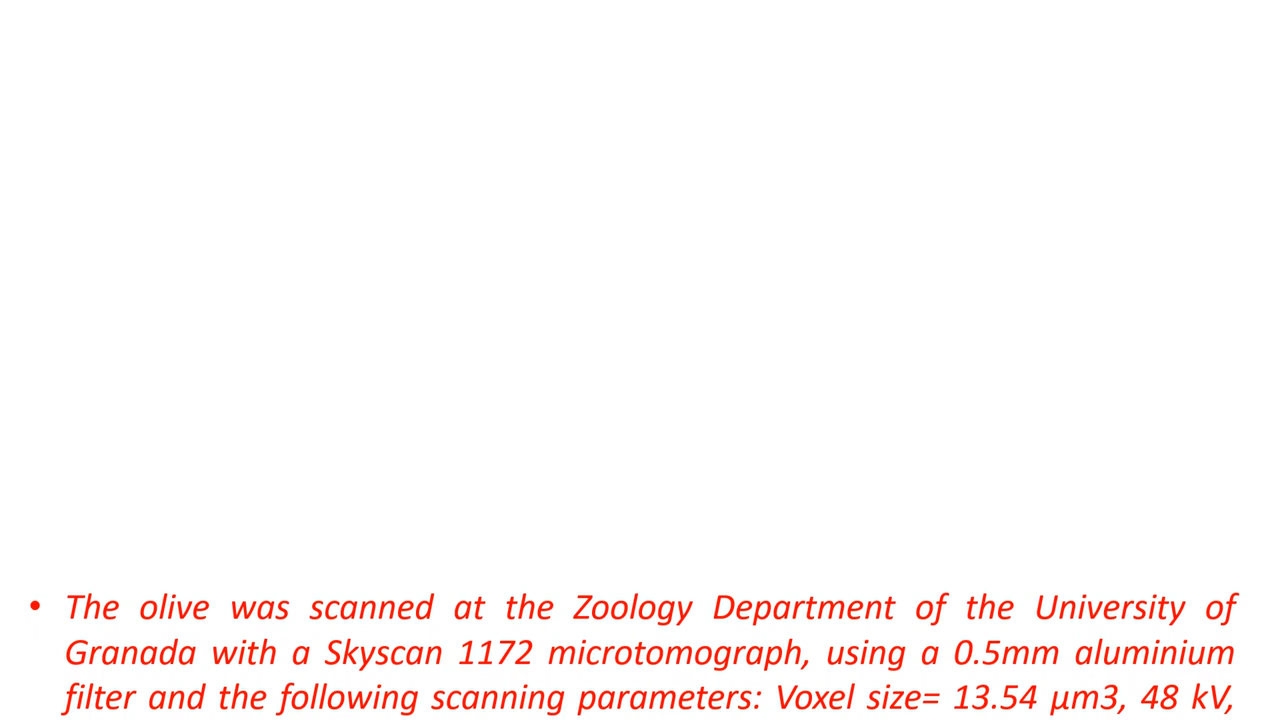 • The olive was scanned at the Zoology Department of the University of
Granada with a Skyscan 1172 microtomograph, using a 0.5mm aluminium
filter and the following scanning parameters: Voxel size= 13.54 µm3, 48 kV,